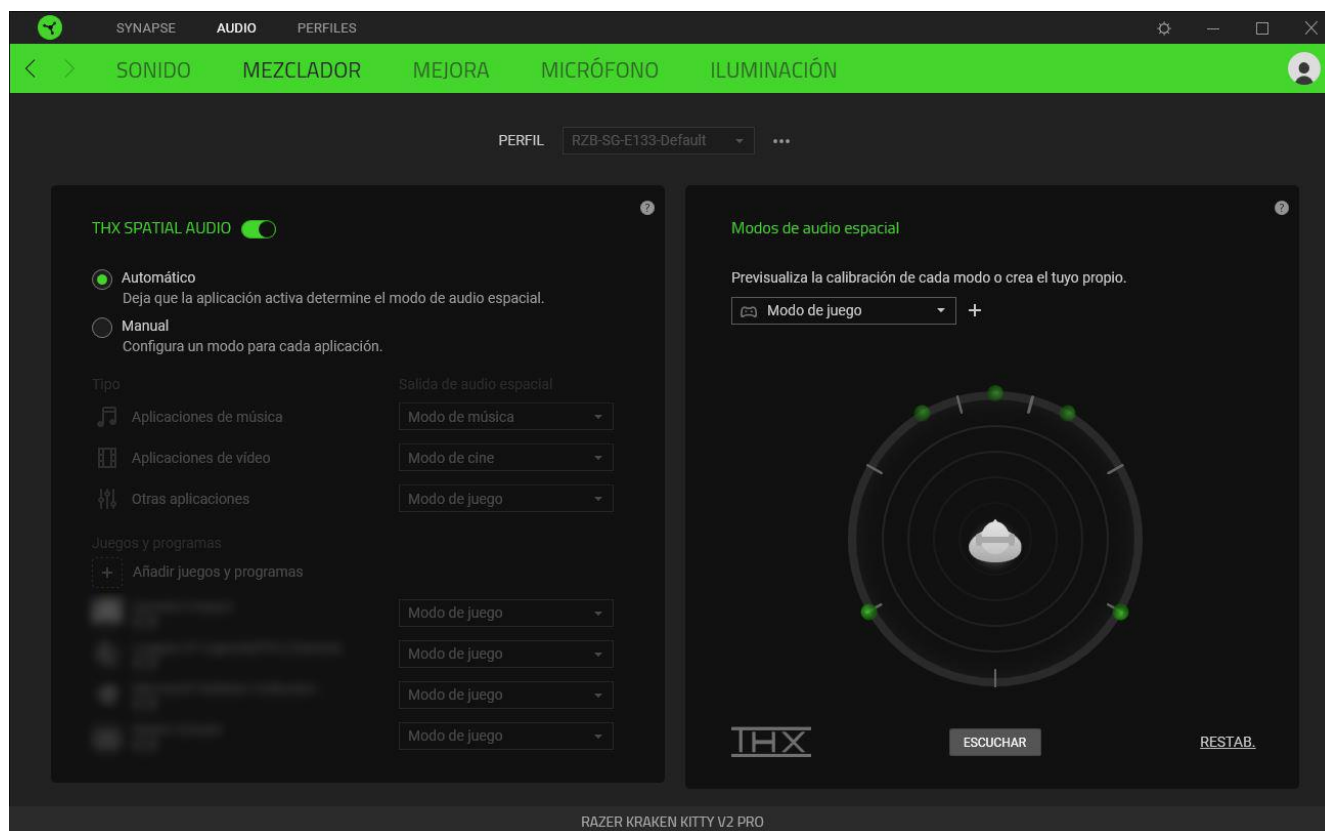 SYNAPSE AUDIO PERFILES
SONIDO MEZCLADOR MEJORA MICRÓFONO ILUMINACIÓN
PERFIL RZB-SG-E133-Default
THX SPATIAL AUDIO
Automático
Deja que la aplicación activa determine el modo de audio espacial.
Manual
Configura un modo para cada aplicación.
Tipo Salida de audio espacial
Aplicaciones de música Modo de música
Aplicaciones de vídeo Modo de cine
Otras aplicaciones Modo de juego
Juegos y programas
Añadir juegos y programas
Modo de juego
Modo de juego
Modo de juego
Modo de juego
Modos de audio espacial
Previsualiza la calibración de cada modo o crea el tuyo propio.
Modo de juego
THX ESCUCHAR RESTAB.
RAZER KRAKEN KITTY V2 PRO